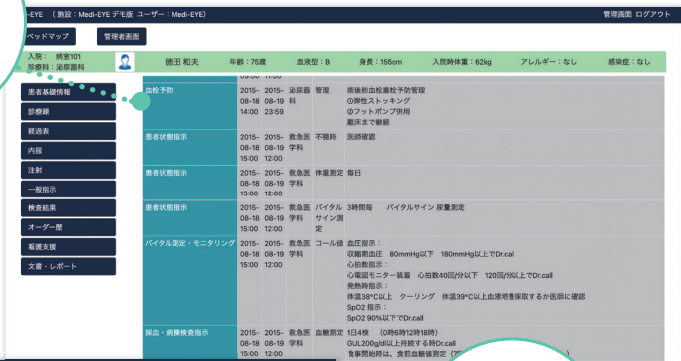 -EYE （施設：Medi-EYE デモ版 ユーザー：Medi-EYE）
管理画面 ログアウト
ベッドマップ 管理者画面
入院： 病室101
診療科：泌尿器科
徳田 和夫 年齢：75歳 血液型：B 身長：155cm 入院時体重：62kg アレルギー：なし 感染症：なし
患者基礎情報
診療録
経過表
内服
注射
一般指示
検査結果
オーダー歴
看護支援
文書・レポート
血栓予防 2015- 2015- 泌尿器 管理 術後肺血栓塞栓予防管理
08-18 08-19 科 ①弾性ストッキング
14:00 23:59 ②フットポンプ併用
離床まで継続
患者状態指示 2015- 2015- 救急医 不穏時 医師確認
08-18 08-19 学科
15:00 12:00
患者状態指示 2015- 2015- 救急医 体重測定 毎日
08-18 08-19 学科
15:00 12:00
患者状態指示 2015- 2015- 救急医 バイタル 3時間毎 バイタルサイン 尿量測定
08-18 08-19 学科 サイン測
15:00 12:00 定
バイタル測定・モニタリング 2015- 2015- 救急医 コール値 血圧指示：
08-18 08-19 学科 収縮期血圧 80mmHg以下 180mmHg以上でDr.cal
15:00 12:00 心拍数指示：
心電図モニター装着 心拍数40回/分以下 120回/分以上でDr.call
発熱時指示：
体温38°C以上 クーリング 体温39°C以上血液培養採取するか医師に確認
SpO2 指示：
SpO2 90%以下でDr.call
採血・病棟検査指示 2015- 2015- 救急医 血糖測定 1日4検 （0時6時12時18時）
08-18 08-19 学科 GUL200g/dl以上持続する時Dr.call
15:00 12:00 食事開始時は、食前血糖値測定